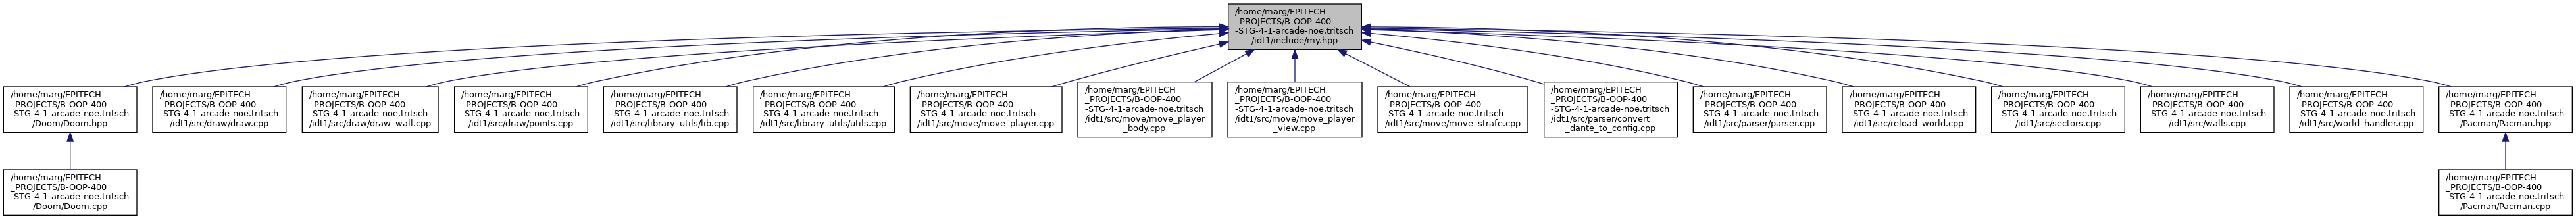 /home/marg/EPITECH
_PROJECTS/B-OOP-400
-STG-4-1-arcade-noe.tritsch
/idt1/include/my.hpp
/home/marg/EPITECH
_PROJECTS/B-OOP-400
-STG-4-1-arcade-noe.tritsch
/Doom/Doom.hpp
/home/marg/EPITECH
_PROJECTS/B-OOP-400
-STG-4-1-arcade-noe.tritsch
/idt1/src/draw/draw.cpp
/home/marg/EPITECH
_PROJECTS/B-OOP-400
-STG-4-1-arcade-noe.tritsch
/idt1/src/draw/draw_wall.cpp
/home/marg/EPITECH
_PROJECTS/B-OOP-400
-STG-4-1-arcade-noe.tritsch
/idt1/src/draw/points.cpp
/home/marg/EPITECH
_PROJECTS/B-OOP-400
-STG-4-1-arcade-noe.tritsch
/idt1/src/library_utils/lib.cpp
/home/marg/EPITECH
_PROJECTS/B-OOP-400
-STG-4-1-arcade-noe.tritsch
/idt1/src/library_utils/utils.cpp
/home/marg/EPITECH
_PROJECTS/B-OOP-400
-STG-4-1-arcade-noe.tritsch
/idt1/src/move/move_player.cpp
/home/marg/EPITECH
_PROJECTS/B-OOP-400
-STG-4-1-arcade-noe.tritsch
/idt1/src/move/move_player
_body.cpp
/home/marg/EPITECH
_PROJECTS/B-OOP-400
-STG-4-1-arcade-noe.tritsch
/idt1/src/move/move_player
_view.cpp
/home/marg/EPITECH
_PROJECTS/B-OOP-400
-STG-4-1-arcade-noe.tritsch
/idt1/src/move/move_strafe.cpp
/home/marg/EPITECH
_PROJECTS/B-OOP-400
-STG-4-1-arcade-noe.tritsch
/idt1/src/parser/convert
_dante_to_config.cpp
/home/marg/EPITECH
_PROJECTS/B-OOP-400
-STG-4-1-arcade-noe.tritsch
/idt1/src/parser/parser.cpp
/home/marg/EPITECH
_PROJECTS/B-OOP-400
-STG-4-1-arcade-noe.tritsch
/idt1/src/reload_world.cpp
/home/marg/EPITECH
_PROJECTS/B-OOP-400
-STG-4-1-arcade-noe.tritsch
/idt1/src/sectors.cpp
/home/marg/EPITECH
_PROJECTS/B-OOP-400
-STG-4-1-arcade-noe.tritsch
/idt1/src/walls.cpp
/home/marg/EPITECH
_PROJECTS/B-OOP-400
-STG-4-1-arcade-noe.tritsch
/idt1/src/world_handler.cpp
/home/marg/EPITECH
_PROJECTS/B-OOP-400
-STG-4-1-arcade-noe.tritsch
/Pacman/Pacman.hpp
/home/marg/EPITECH
_PROJECTS/B-OOP-400
-STG-4-1-arcade-noe.tritsch
/Doom/Doom.cpp
/home/marg/EPITECH
_PROJECTS/B-OOP-400
-STG-4-1-arcade-noe.tritsch
/Pacman/Pacman.cpp